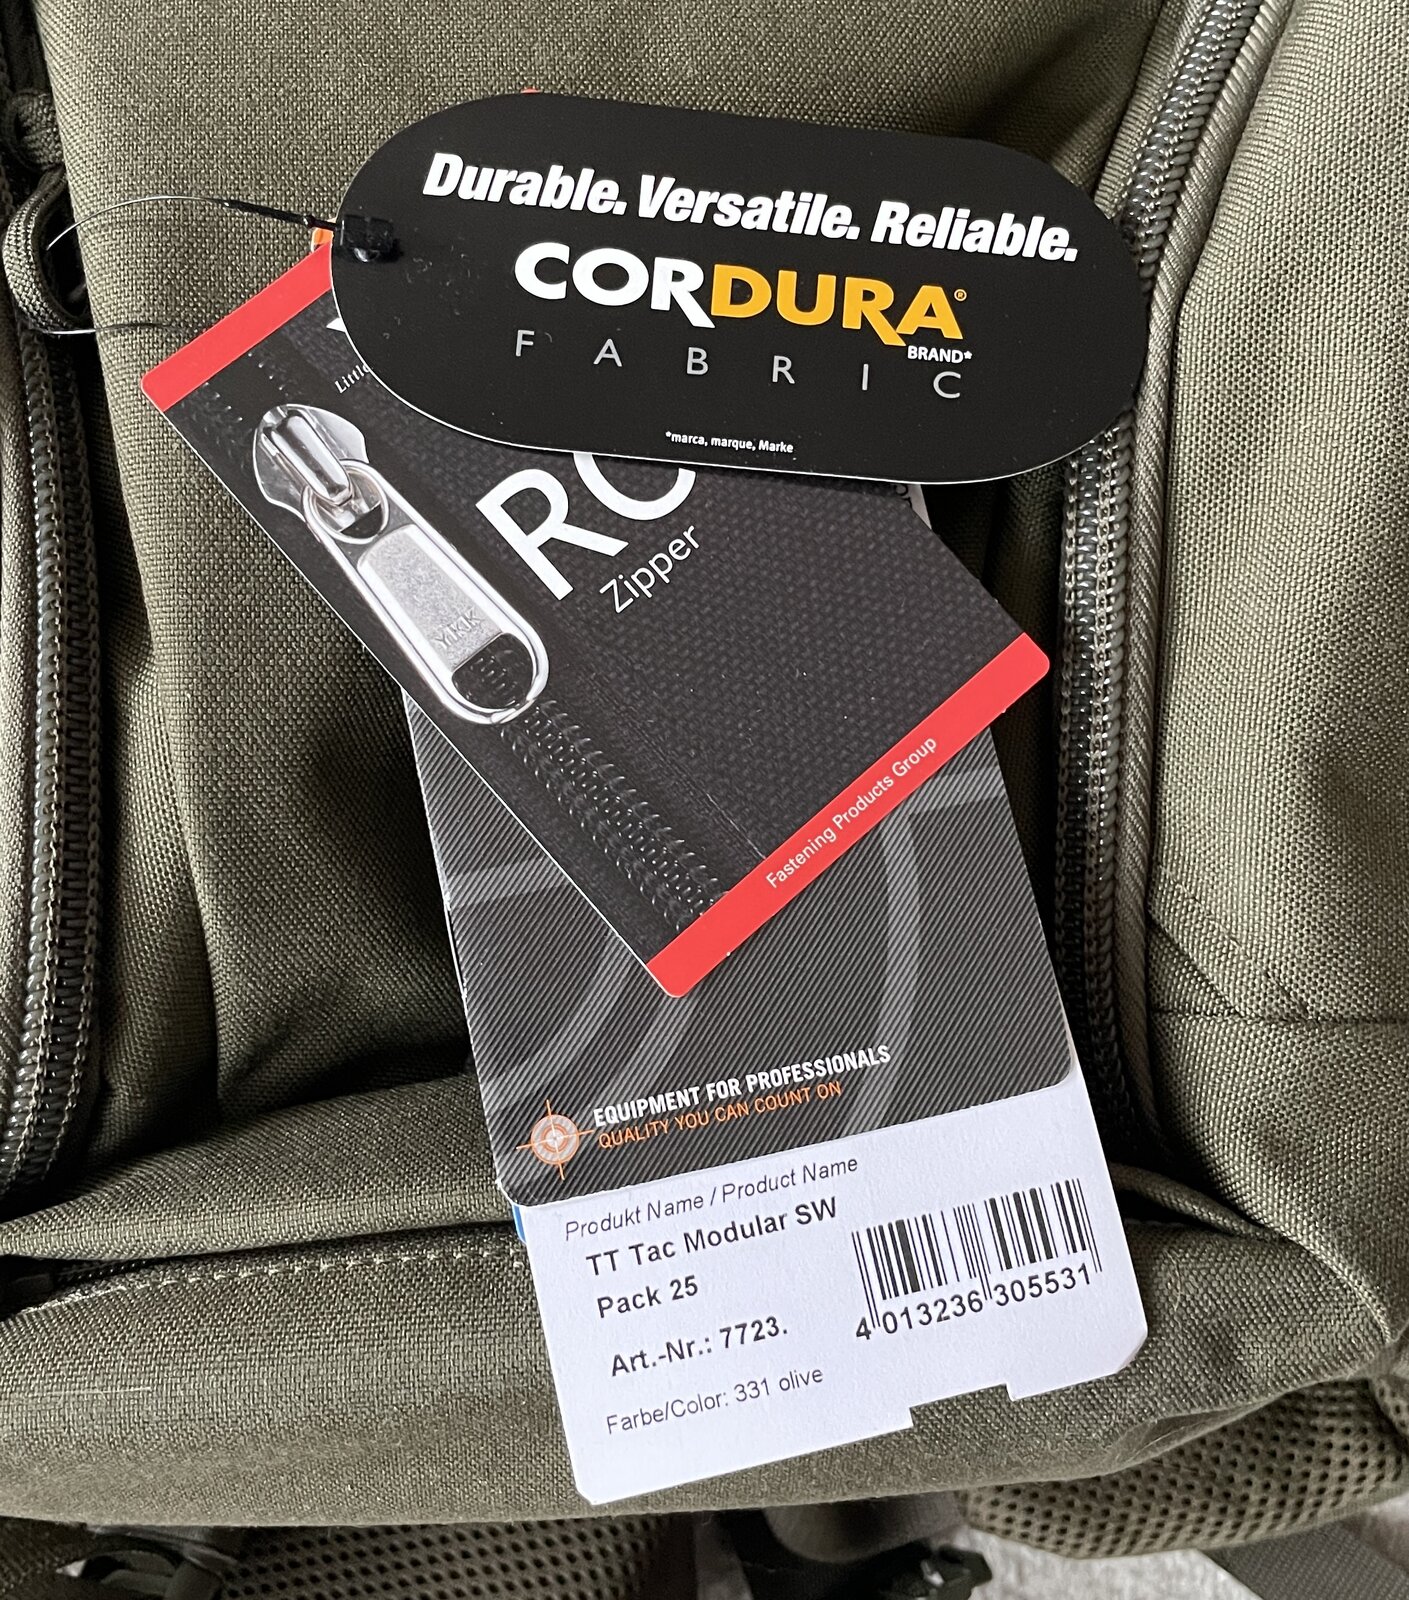 Durable. Versatile. Reliable.
CORDURA®
BRAND*
FABRIC
*marca, marque, Marke
Little
RC
Zipper
YKK
Fastening Products Group
EQUIPMENT FOR PROFESSIONALS
QUALITY YOU CAN COUNT ON
Produkt Name / Product Name
TT Tac Modular SW
Pack 25
Art.-Nr.: 7723.
Farbe/Color: 331 olive
4 013236 305531